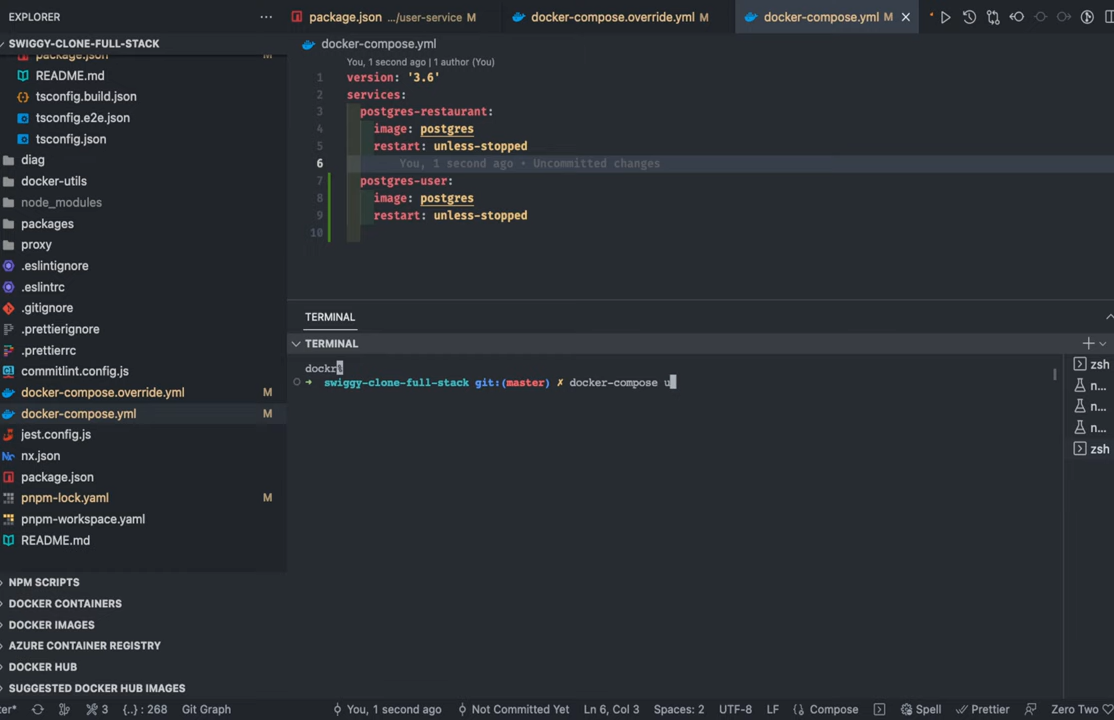 EXPLORER
SWIGGY-CLONE-FULL-STACK
package.json
README.md
tsconfig.build.json
tsconfig.e2e.json
tsconfig.json
diag
docker-utils
node_modules
packages
proxy
.eslintignore
.eslintrc
.gitignore
.prettierignore
.prettierrc
commitlint.config.js
docker-compose.override.yml M
docker-compose.yml M
jest.config.js
nx.json
package.json
pnpm-lock.yaml M
pnpm-workspace.yaml
README.md
NPM SCRIPTS
DOCKER CONTAINERS
DOCKER IMAGES
AZURE CONTAINER REGISTRY
DOCKER HUB
SUGGESTED DOCKER HUB IMAGES
package.json .../user-service M
docker-compose.override.yml M
docker-compose.yml M
docker-compose.yml
You, 1 second ago | 1 author (You)
1 version: '3.6'
2 services:
3 postgres-restaurant:
4 image: postgres
5 restart: unless-stopped
6 You, 1 second ago • Uncommitted changes
7 postgres-user:
8 image: postgres
9 restart: unless-stopped
10
TERMINAL
TERMINAL
dockrt
swiggy-clone-full-stack git:(master) ✗ docker-compose u
zsh
n...
n...
n...
zsh
ter* 3 {..} : 268 Git Graph You, 1 second ago Not Committed Yet Ln 6, Col 3 Spaces: 2 UTF-8 LF Compose Spell Prettier Zero Two